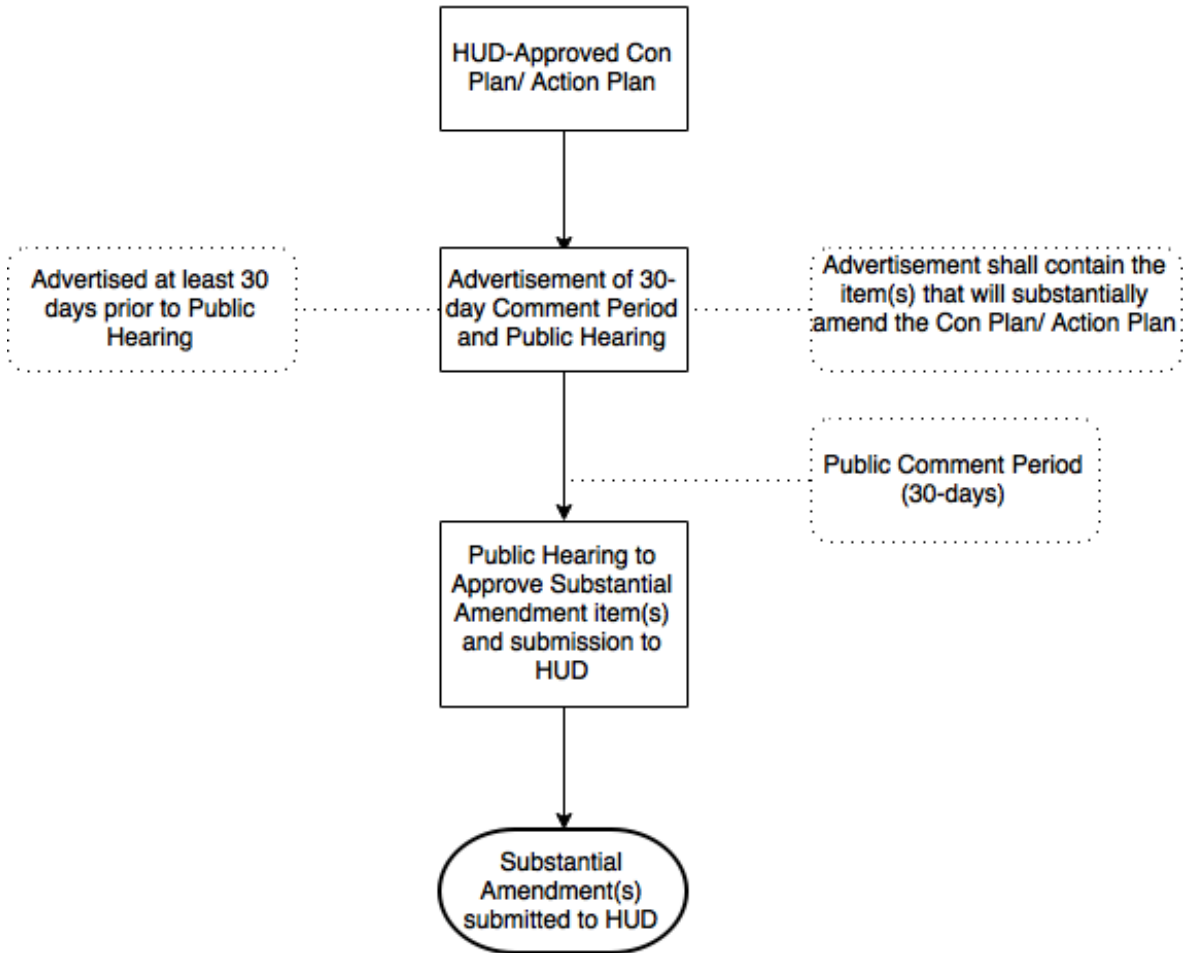 HUD-Approved Con
Plan/ Action Plan
Advertised at least 30
days prior to Public
Hearing
Advertisement of 30-
day Comment Period
and Public Hearing
Advertisement shall contain the
item(s) that will substantially
amend the Con Plan/ Action Plan
Public Comment Period
(30-days)
Public Hearing to
Approve Substantial
Amendment item(s)
and submission to
HUD
Substantial
Amendment(s)
submitted to HUD